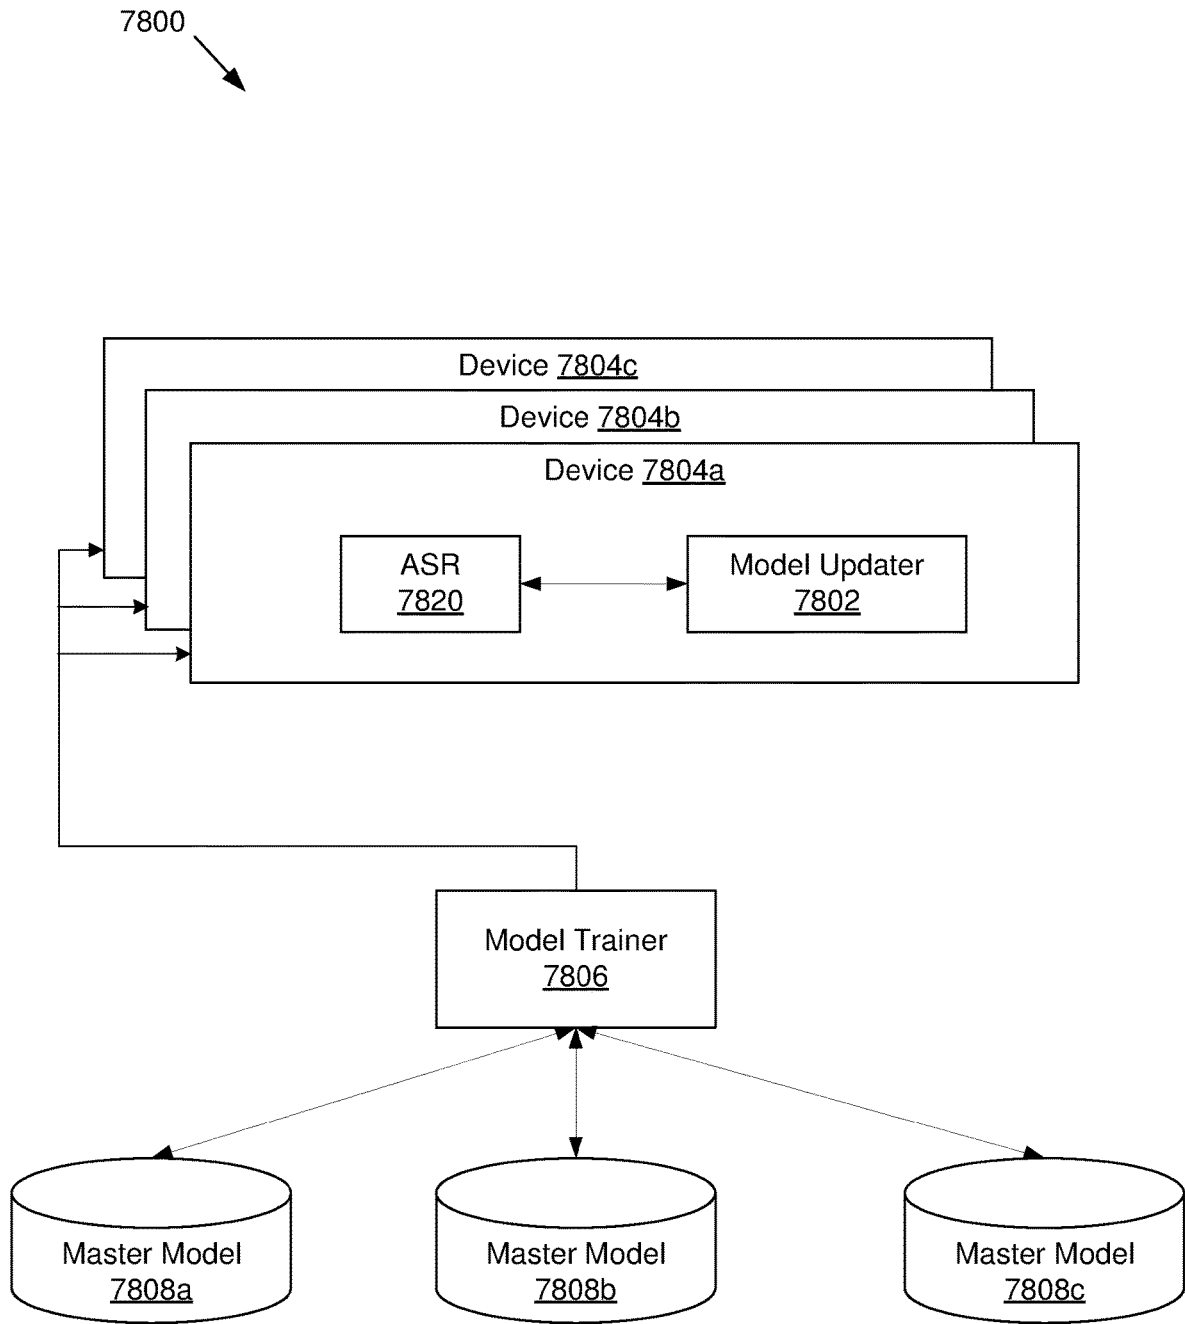 7800
Device 7804c
Device 7804b
Device 7804a
ASR
7820
Model Updater
7802
Model Trainer
7806
Master Model
7808a
Master Model
7808b
Master Model
7808c